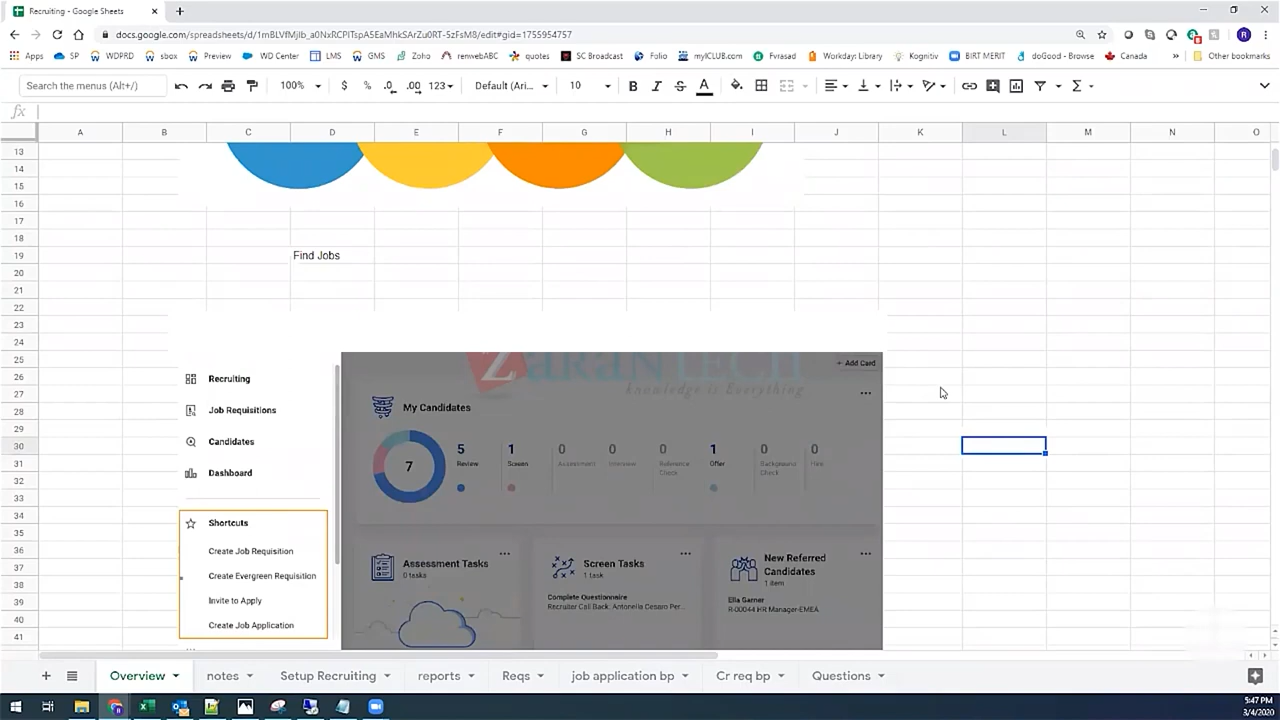 Recruiting - Google Sheets
docs.google.com/spreadsheets/d/1mBLVfMjIb_a0NxRCPITspA5EaMhkSArZu0RT-5zFsM8/edit#gid=1755954757
Apps SP WDPRD sbox Preview WD Center LMS GMS Zoho renwebABC quotes SC Broadcast Folio myICLUB.com Fvrasad Workday Library Kognitiv BIRT MERIT doGood - Browse Canada » Other bookmarks
Search the menus (Alt+/) 100% $ % .0 .00 123 Default (Ari... 10 B I S A Σ
fx
A B C D E F G H I J K L M N O
13
14
15
16
17
18
19 Find Jobs
20
21
22
23
24
25
ZARANTECH + Add Card
26 Recruiting
27 knowledge is Everything
28 Job Requisitions My Candidates
29
30 Candidates
31 7 5 1 0 0 0 1 0 0
Review Screen Assessment Interview Reference Check Offer Background Check Hire
32 Dashboard
33
34
35 Shortcuts
36 Create Job Requisition
37 Assessment Tasks Screen Tasks New Referred Candidates
0 tasks 1 task 1 item
38 Create Evergreen Requisition
39 Invite to Apply Complete Questionnaire Ella Garner
Recruiter Call Back: Antonella Cesaro Per... R-00044 HR Manager-EMEA
40 Create Job Application
41
Overview notes Setup Recruiting reports Reqs job application bp Cr req bp Questions
5:47 PM
3/4/2020